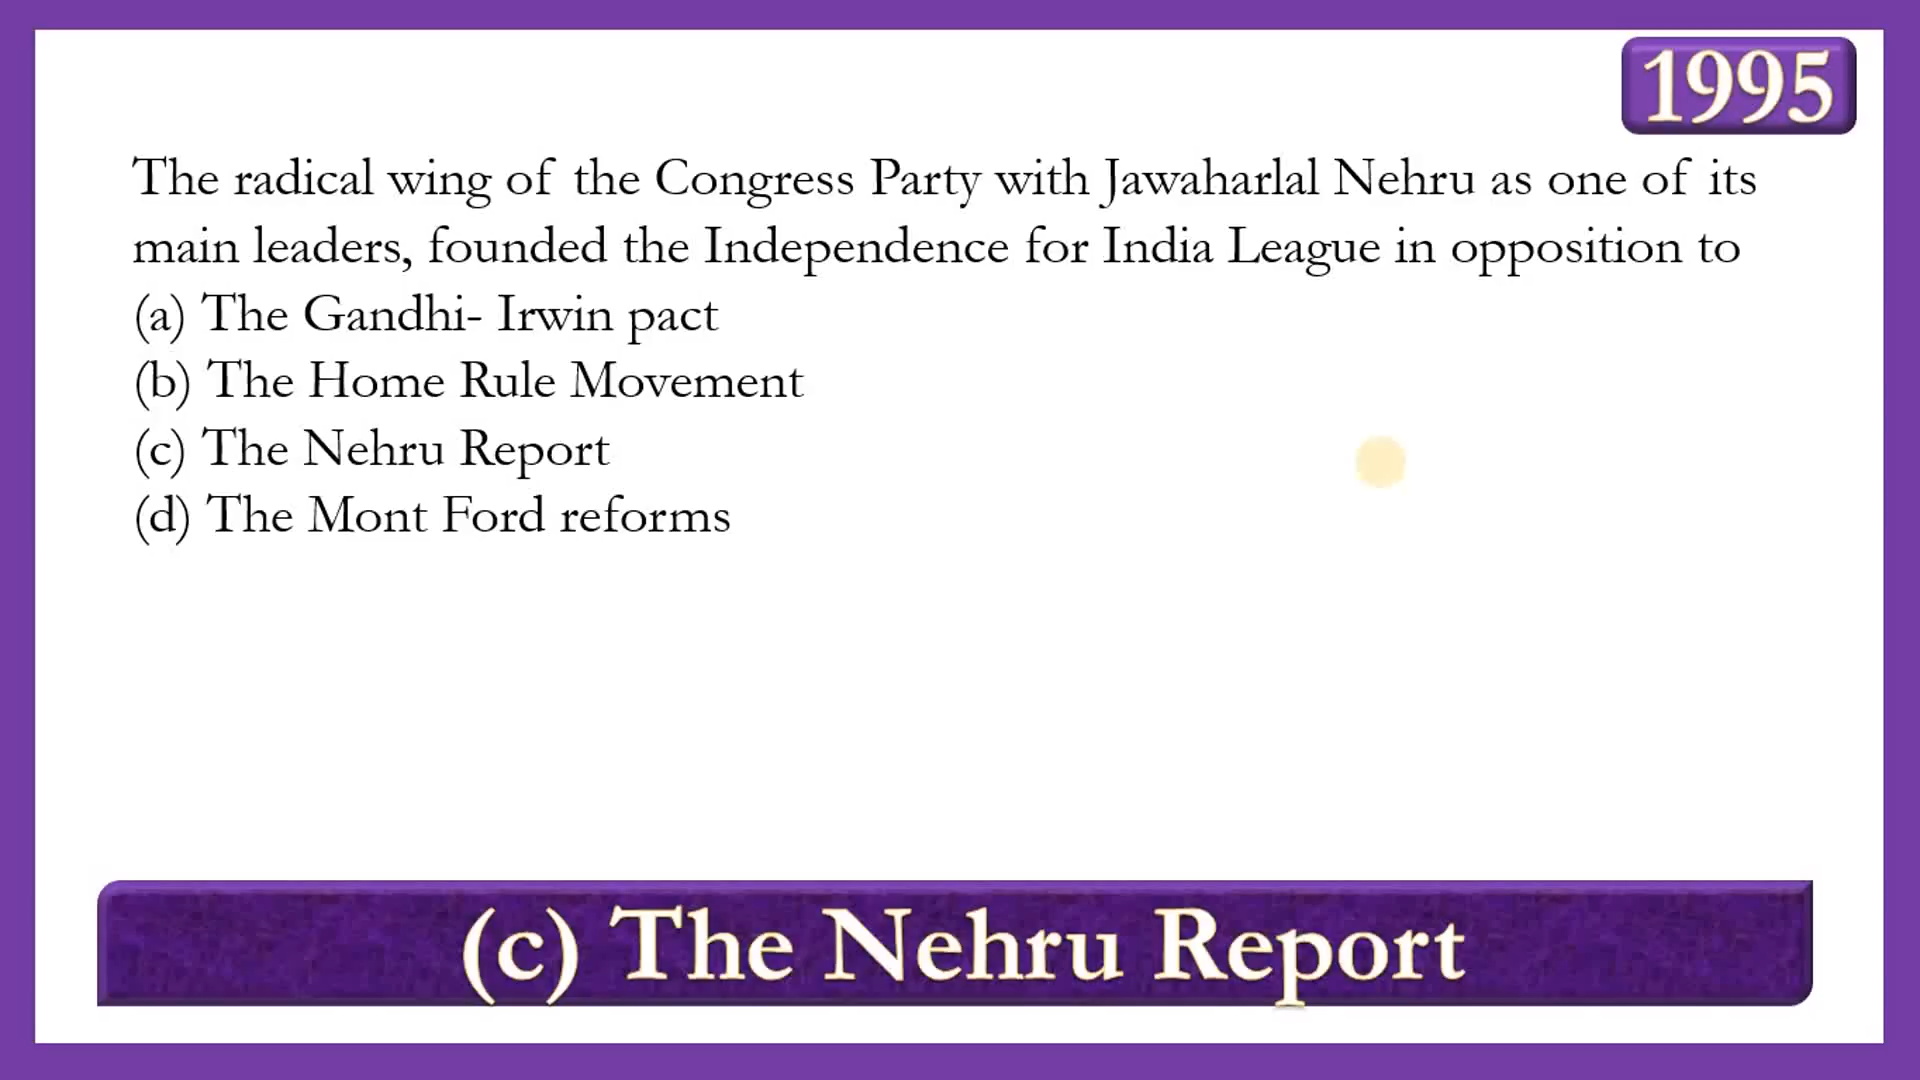 1995
The radical wing of the Congress Party with Jawaharlal Nehru as one of its
main leaders, founded the Independence for India League in opposition to
(a) The Gandhi- Irwin pact
(b) The Home Rule Movement
(c) The Nehru Report
(d) The Mont Ford reforms
(c) The Nehru Report